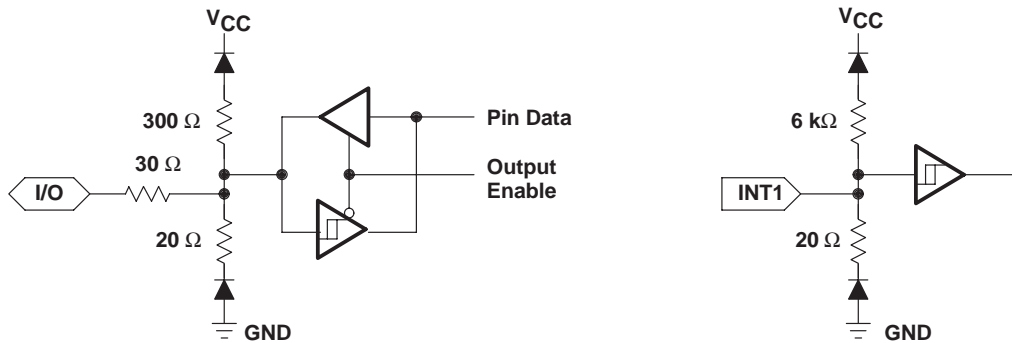 VCC
300 Ω
30 Ω
I/O
20 Ω
GND
Pin Data
Output
Enable
VCC
6 kΩ
INT1
20 Ω
GND